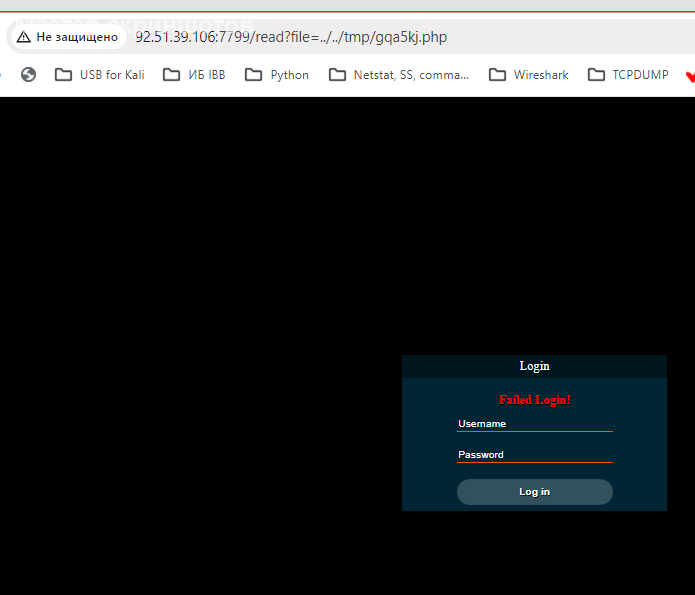 Не защищено 92.51.39.106:7799/read?file=../../tmp/gqa5kj.php
USB for Kali ИБ IBB Python Netstat, SS, comma... Wireshark TCPDUMP
Login
Failed Login!
Username
Password
Log in